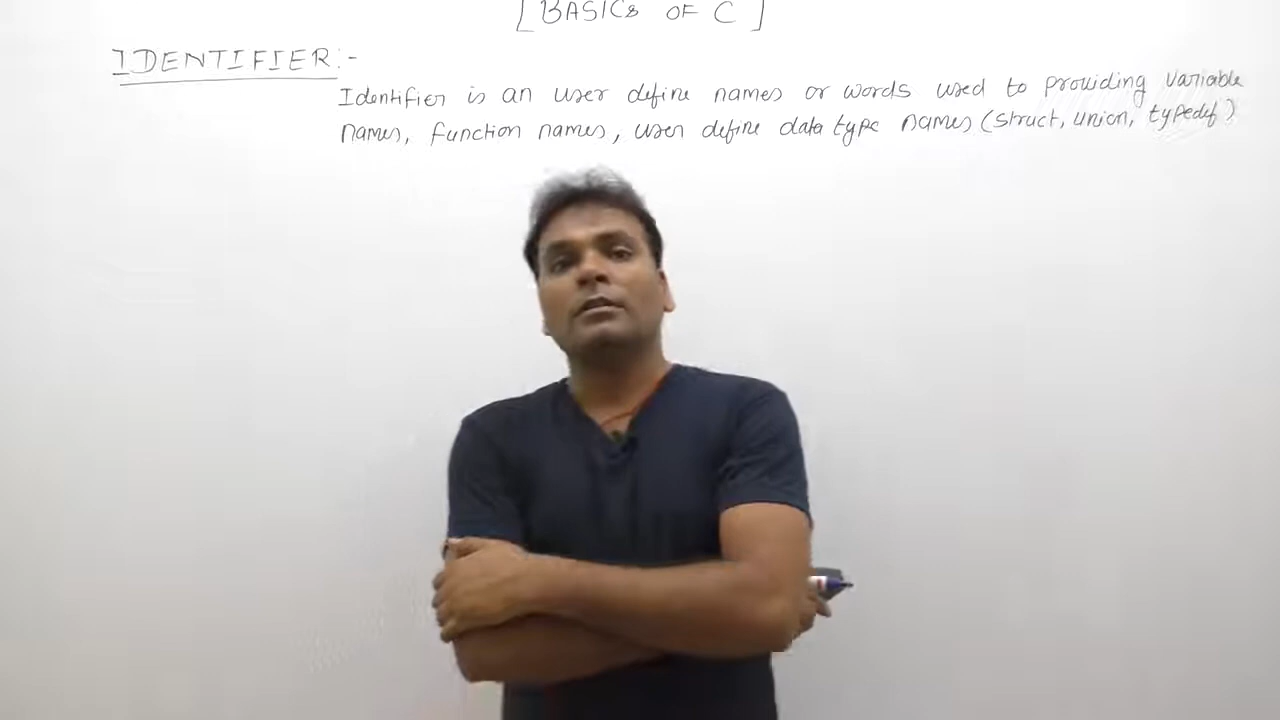 [ BASICS OF C ]
IDENTIFIER:-
Identifier is an user define names or words used to providing variable
names, function names, user define data type names (struct, union, typedef)